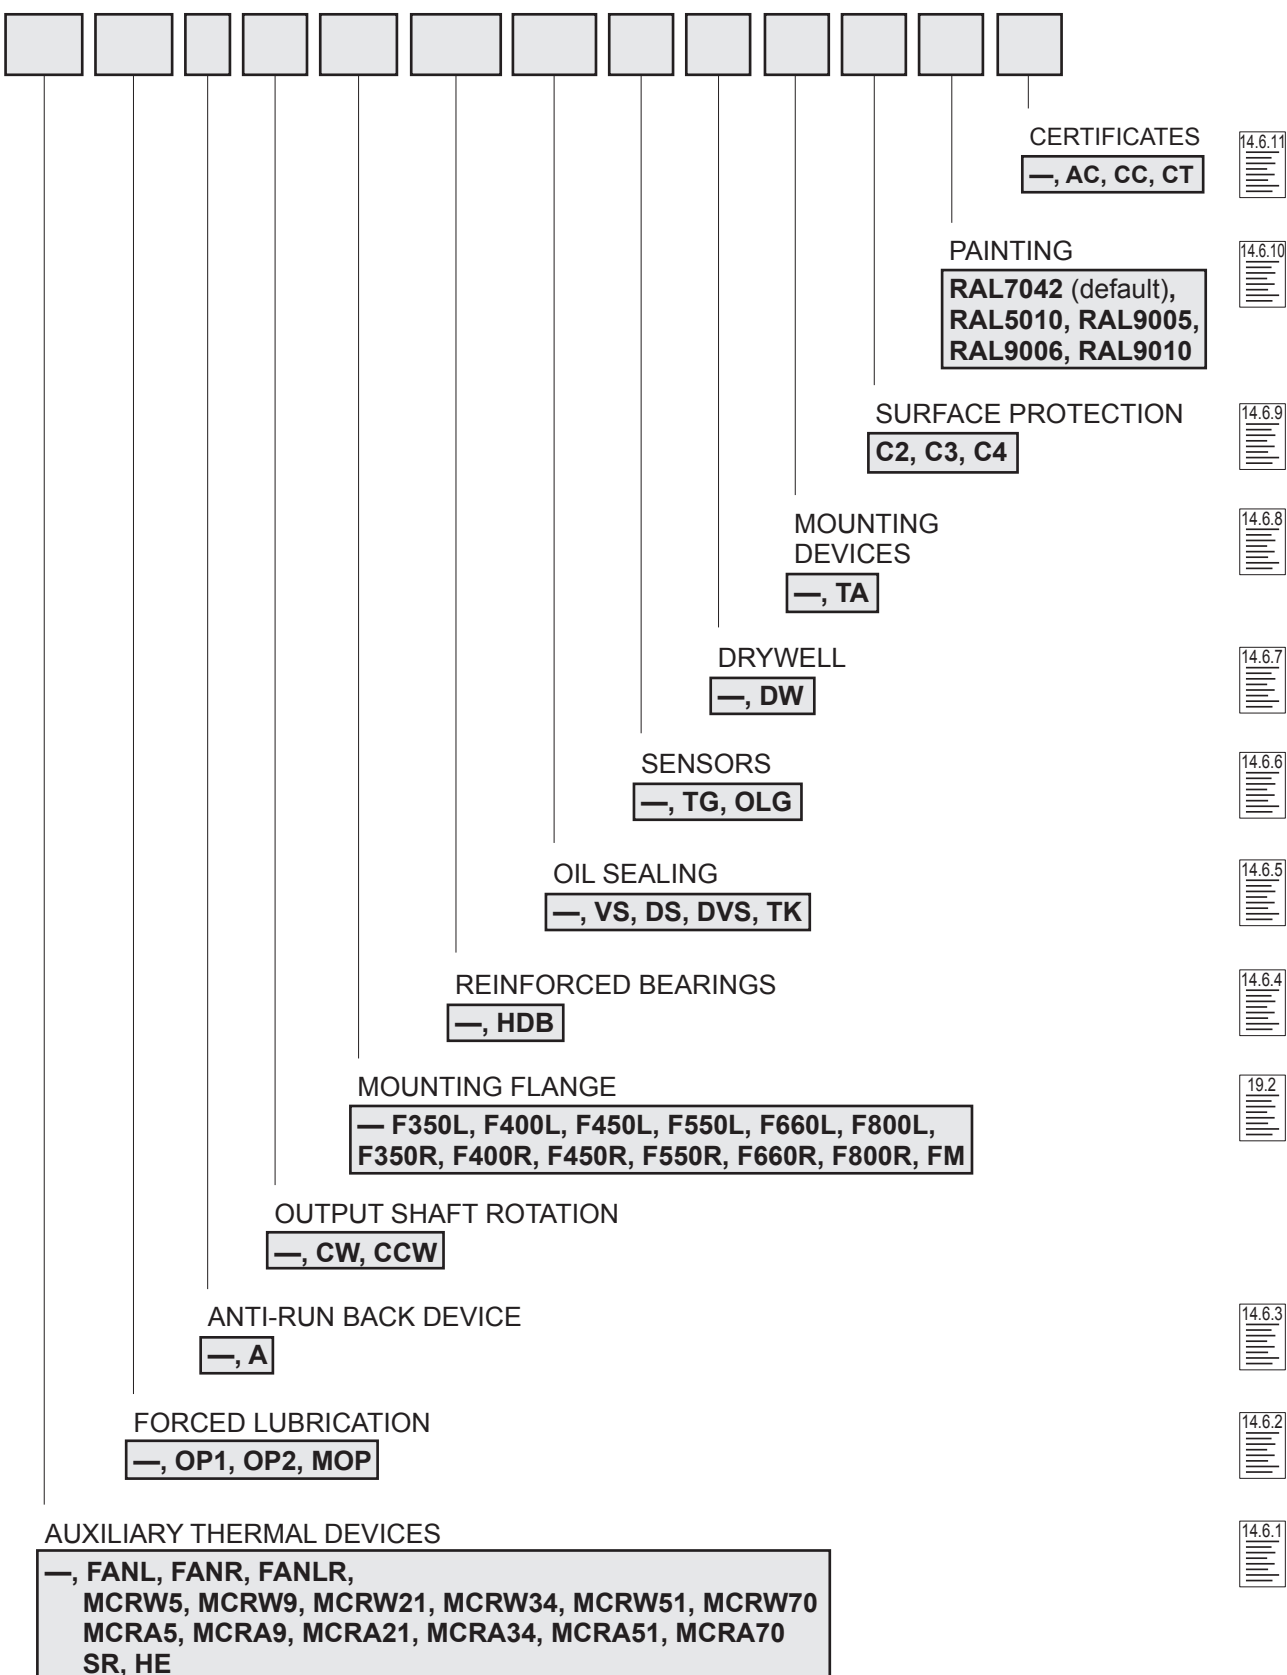 CERTIFICATES
14.6.11
—, AC, CC, CT
PAINTING
14.6.10
RAL7042 (default),
RAL5010, RAL9005,
RAL9006, RAL9010
SURFACE PROTECTION
14.6.9
C2, C3, C4
MOUNTING
DEVICES
14.6.8
—, TA
DRYWELL
14.6.7
—, DW
SENSORS
14.6.6
—, TG, OLG
OIL SEALING
14.6.5
—, VS, DS, DVS, TK
REINFORCED BEARINGS
14.6.4
—, HDB
MOUNTING FLANGE
19.2
— F350L, F400L, F450L, F550L, F660L, F800L,
F350R, F400R, F450R, F550R, F660R, F800R, FM
OUTPUT SHAFT ROTATION
—, CW, CCW
ANTI-RUN BACK DEVICE
14.6.3
—, A
FORCED LUBRICATION
14.6.2
—, OP1, OP2, MOP
AUXILIARY THERMAL DEVICES
14.6.1
—, FANL, FANR, FANLR,
MCRW5, MCRW9, MCRW21, MCRW34, MCRW51, MCRW70
MCRA5, MCRA9, MCRA21, MCRA34, MCRA51, MCRA70
SR, HE